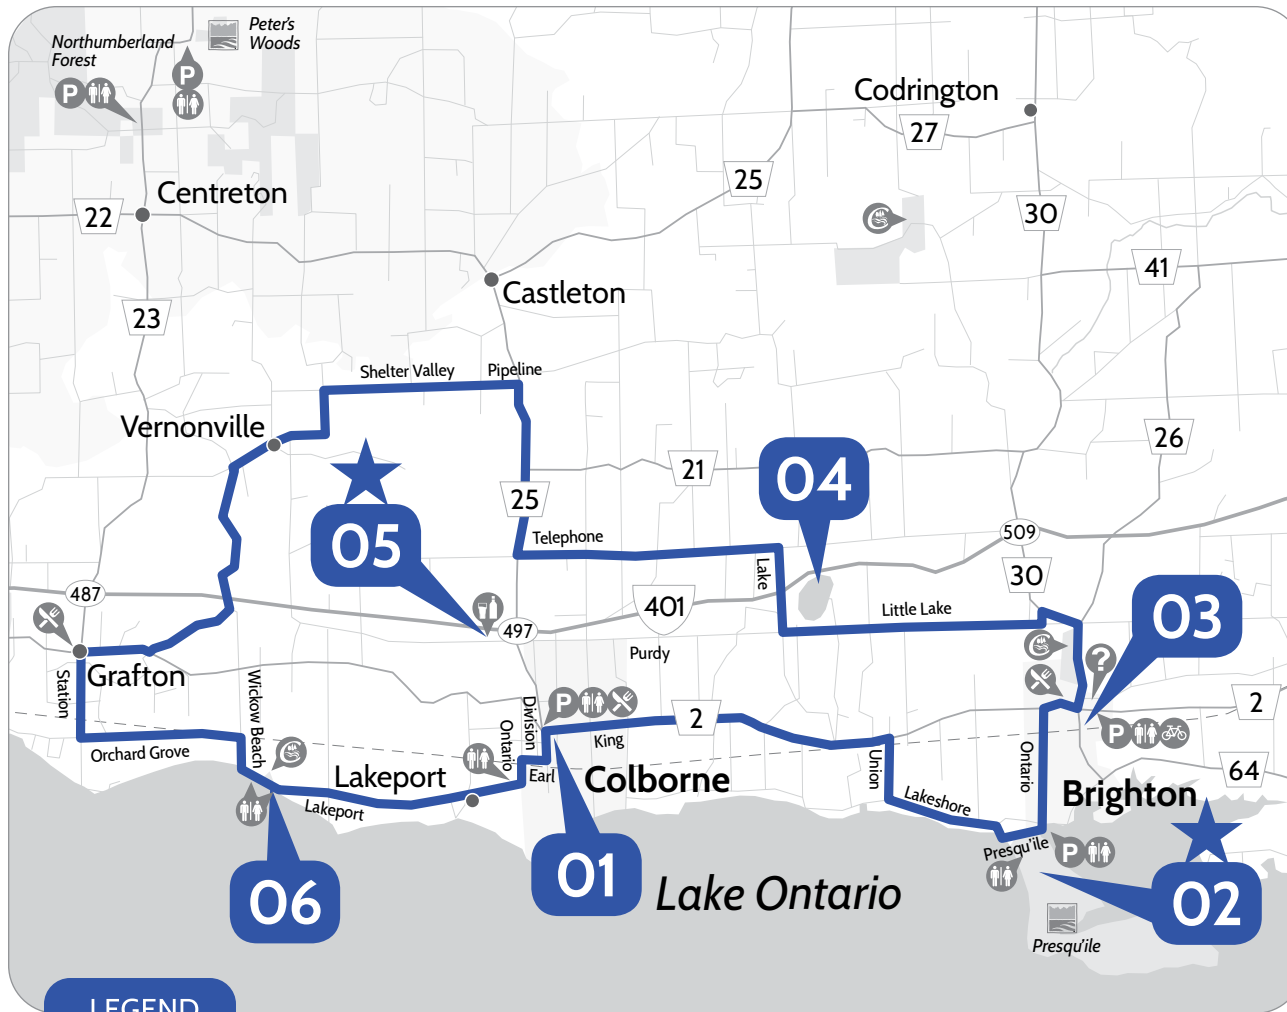 Peter's
Woods
Northumberland
Forest
P
P
Codrington
27
25
Centreton
22
30
41
Castleton
23
Shelter Valley
Pipeline
Vernonville
26
21
04
25
05
Telephone
509
Lake
30
487
401
Little Lake
03
497
Purdy
?
Grafton
Station
Wickow Beach
Division
Ontario
P
2
2
King
P
Orchard Grove
Earl
Union
Ontario
64
Lakeport
Colborne
Lakeport
Lakeshore
Brighton
Presqu'ile
P
01
06
Lake Ontario
02
Presqu'ile
LEGEND